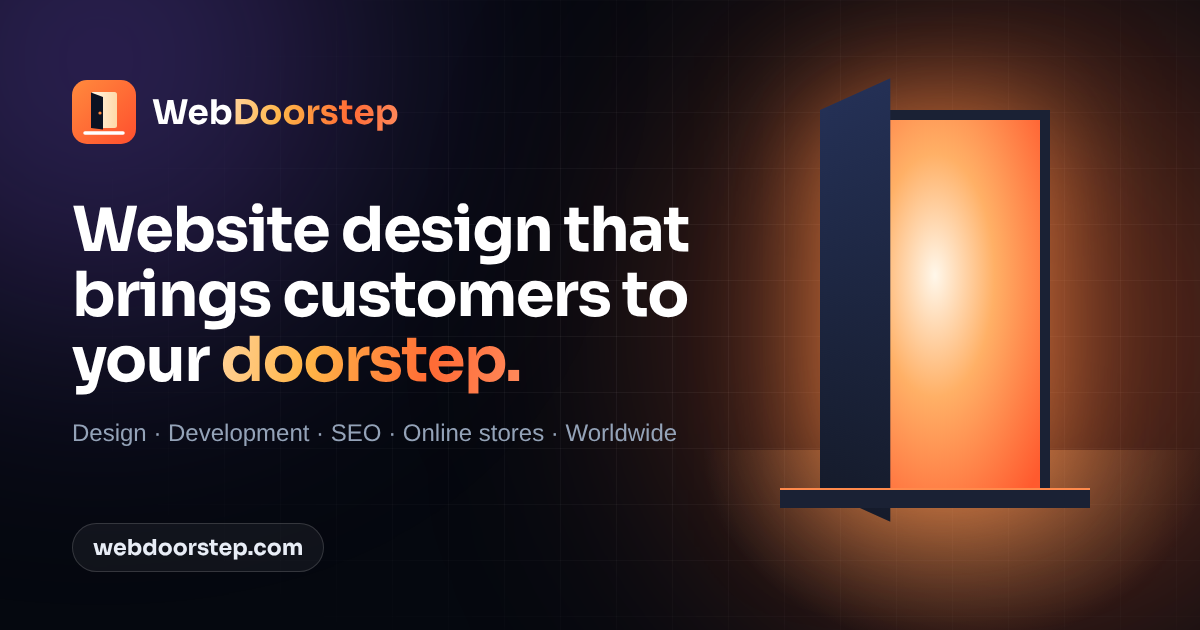 WebDoorstep
Website design that
brings customers to
your doorstep.
Design · Development · SEO · Online stores · Worldwide
webdoorstep.com